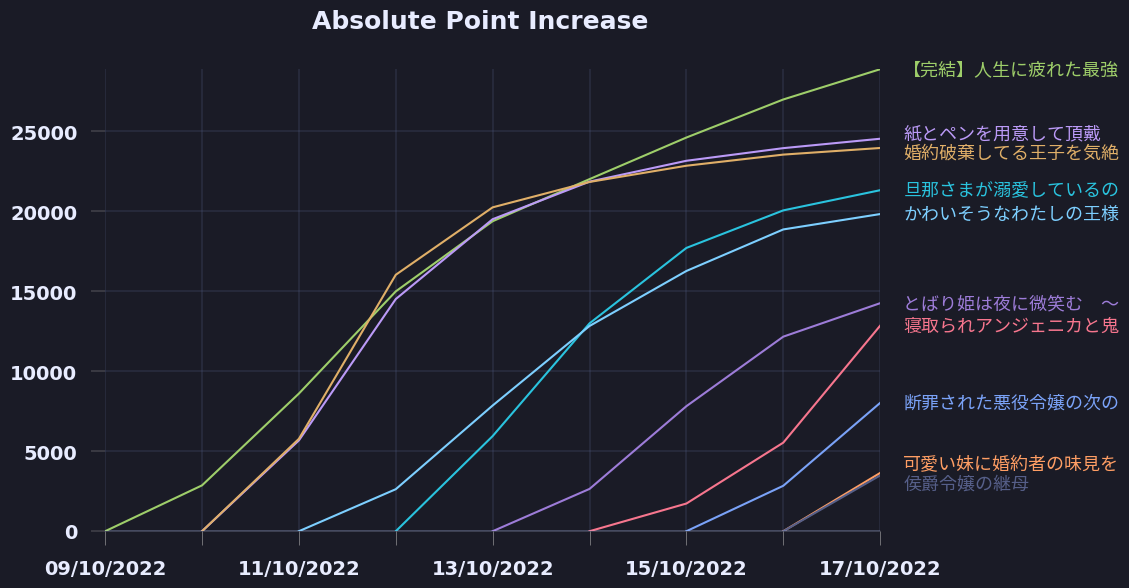 Absolute Point Increase
【完結】人生に疲れた最強
紙とペンを用意して頂戴
婚約破棄してる王子を気絶
旦那さまが溺愛しているの
かわいそうなわたしの王様
とばり姫は夜に微笑む　～
寝取られアンジェニカと鬼
断罪された悪役令嬢の次の
可愛い妹に婚約者の味見を
侯爵令嬢の継母
25000
20000
15000
10000
5000
0
09/10/2022
11/10/2022
13/10/2022
15/10/2022
17/10/2022